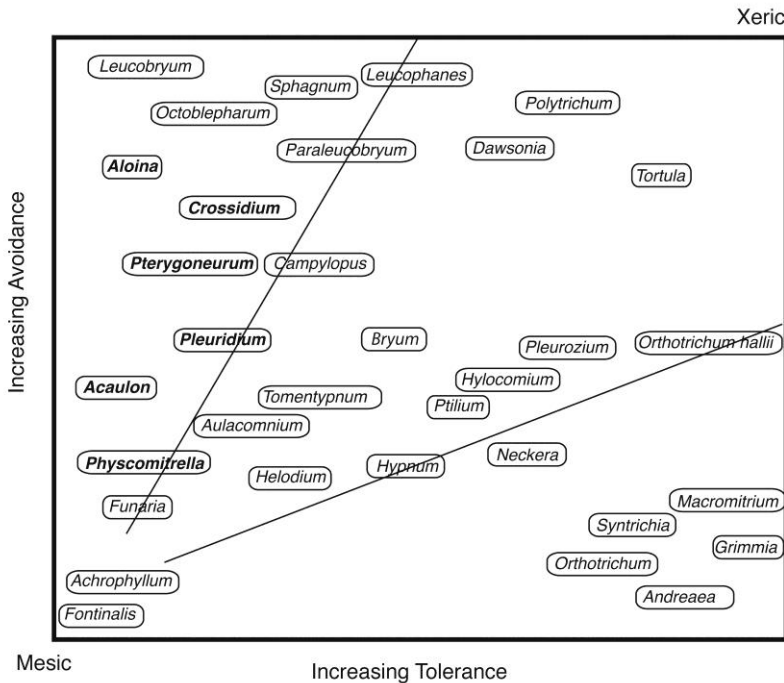 Xeric
Leucobryum
Sphagnum
Leucophanes
Octoblepharum
Polytrichum
Paraleucobryum
Dawsonia
Aloina
Tortula
Crossidium
Pterygoneurum
Campylopus
Pleuridium
Bryum
Pleurozium
Orthotrichum hallii
Acaulon
Hylocomium
Tomentypnum
Ptilium
Aulacomnium
Physcomitrella
Helodium
Hypnum
Neckera
Funaria
Macromitrium
Syntrichia
Grimmia
Achrophyllum
Orthotrichum
Andreaea
Fontinalis
Increasing Avoidance
Mesic
Increasing Tolerance